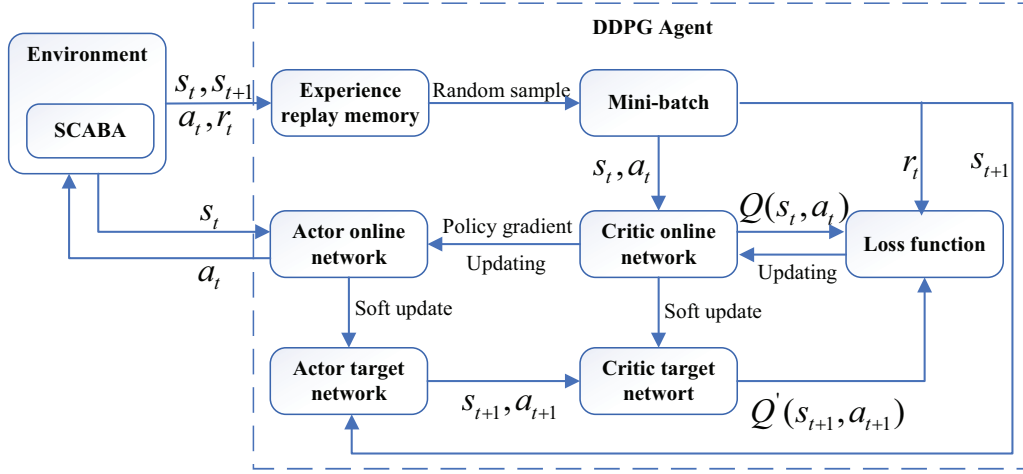 DDPG Agent
Environment
SCABA
s_t, s_{t+1}
a_t, r_t
Experience
replay memory
Random sample
Mini-batch
s_t, a_t
r_t
s_{t+1}
s_t
a_t
Actor online
network
Policy gradient
Updating
Critic online
network
Q(s_t, a_t)
Updating
Loss function
Soft update
Soft update
Actor target
network
s_{t+1}, a_{t+1}
Critic target
networt
Q'(s_{t+1}, a_{t+1})